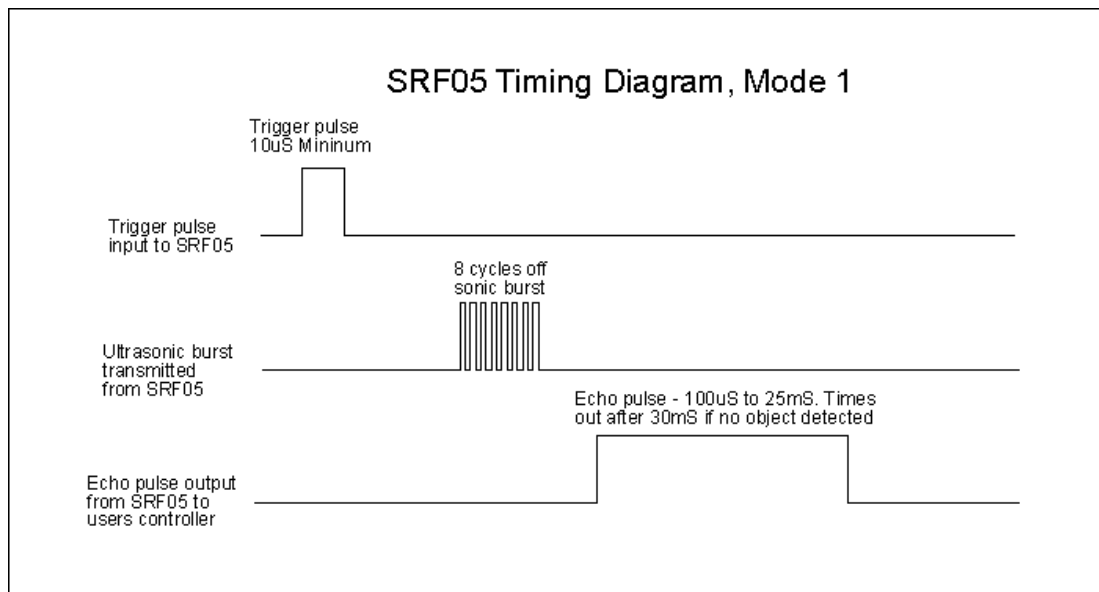 SRF05 Timing Diagram, Mode 1
Trigger pulse
10uS Mininum
Trigger pulse
input to SRF05
8 cycles off
sonic burst
Ultrasonic burst
transmitted
from SRF05
Echo pulse - 100uS to 25mS. Times
out after 30mS if no object detected
Echo pulse output
from SRF05 to
users controller